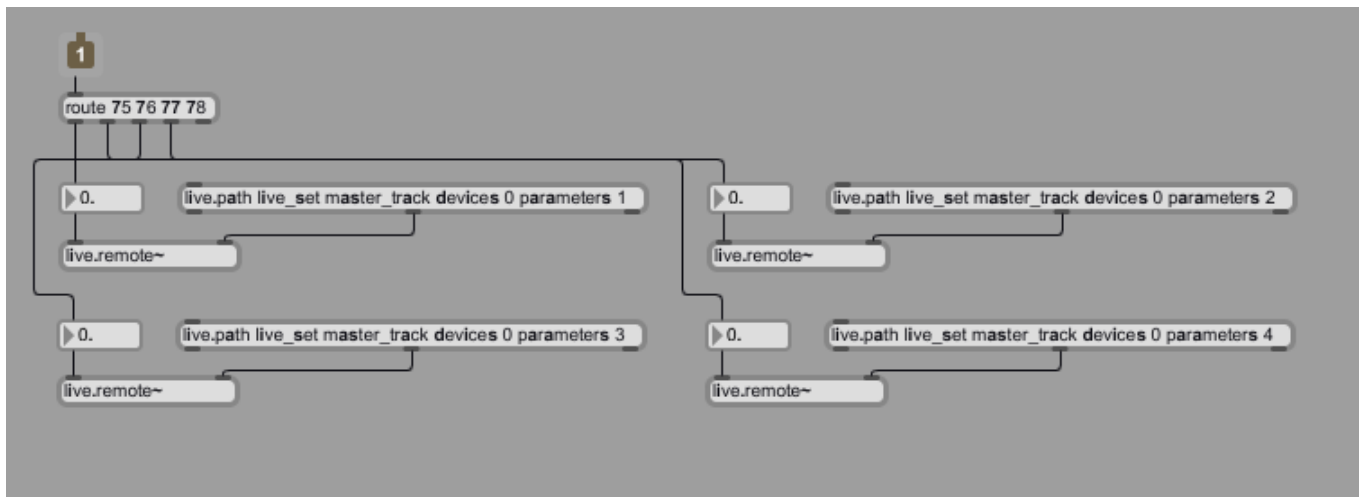 1
route 75 76 77 78
0.
live.path live_set master_track devices 0 parameters 1
0.
live.path live_set master_track devices 0 parameters 2
live.remote~
live.remote~
0.
live.path live_set master_track devices 0 parameters 3
0.
live.path live_set master_track devices 0 parameters 4
live.remote~
live.remote~